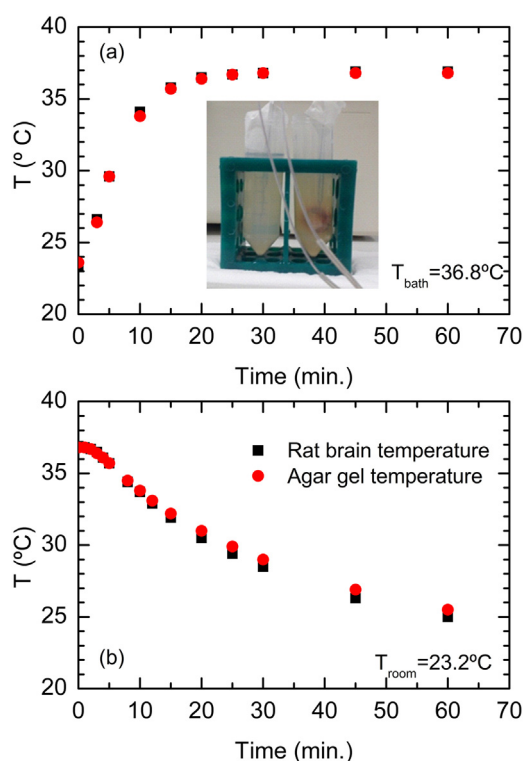 40
(a)
35
T (º C)
30
25
T_bath=36.8ºC
20
0 10 20 30 40 50 60 70
Time (min.)
40
Rat brain temperature
35
Agar gel temperature
T (ºC)
30
25
(b)
T_room=23.2ºC
20
0 10 20 30 40 50 60 70
Time (min.)